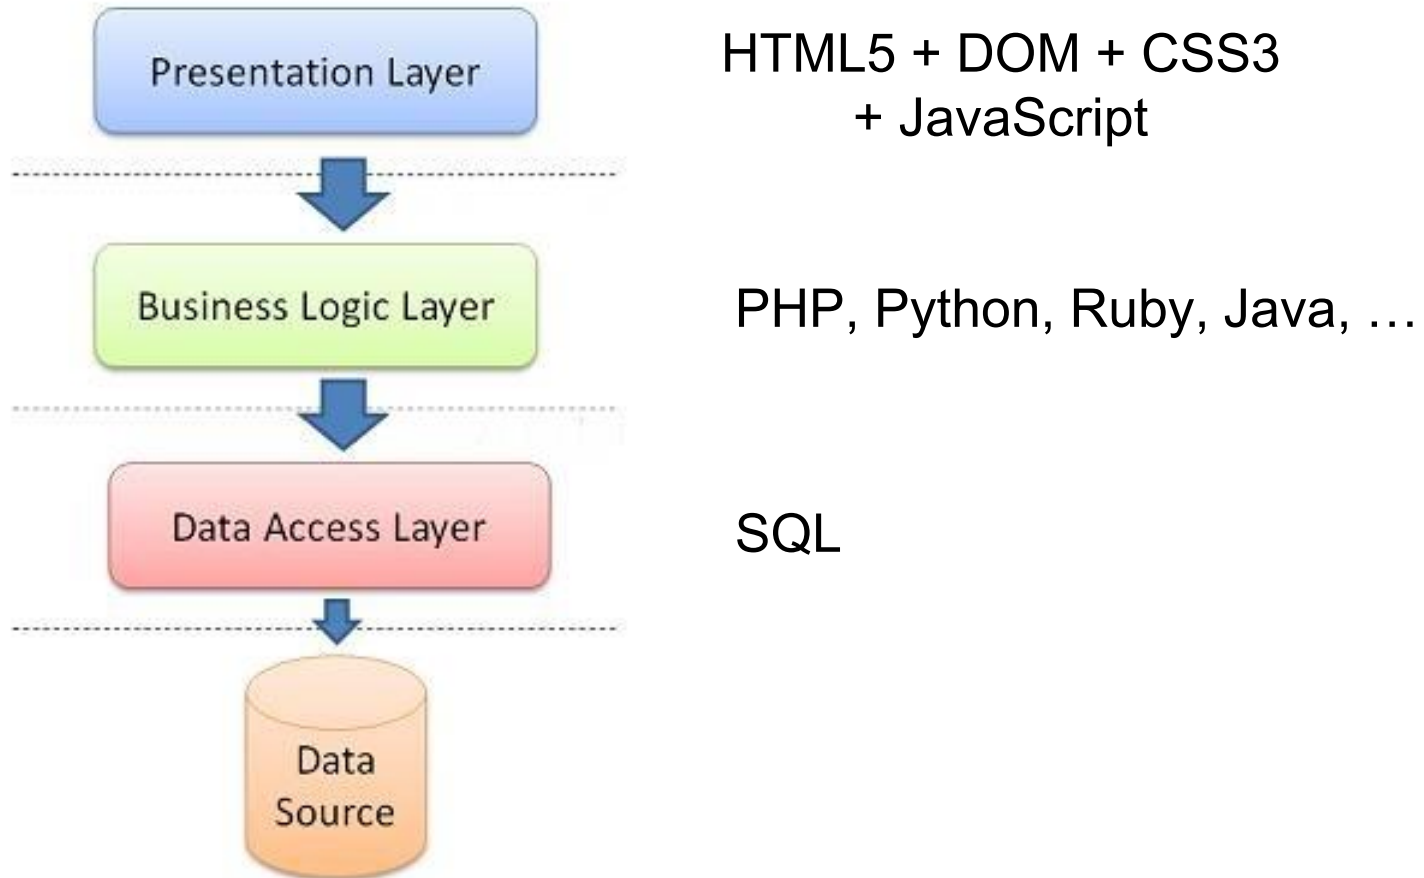 Presentation Layer
HTML5 + DOM + CSS3
+ JavaScript
Business Logic Layer
PHP, Python, Ruby, Java, …
Data Access Layer
SQL
Data
Source